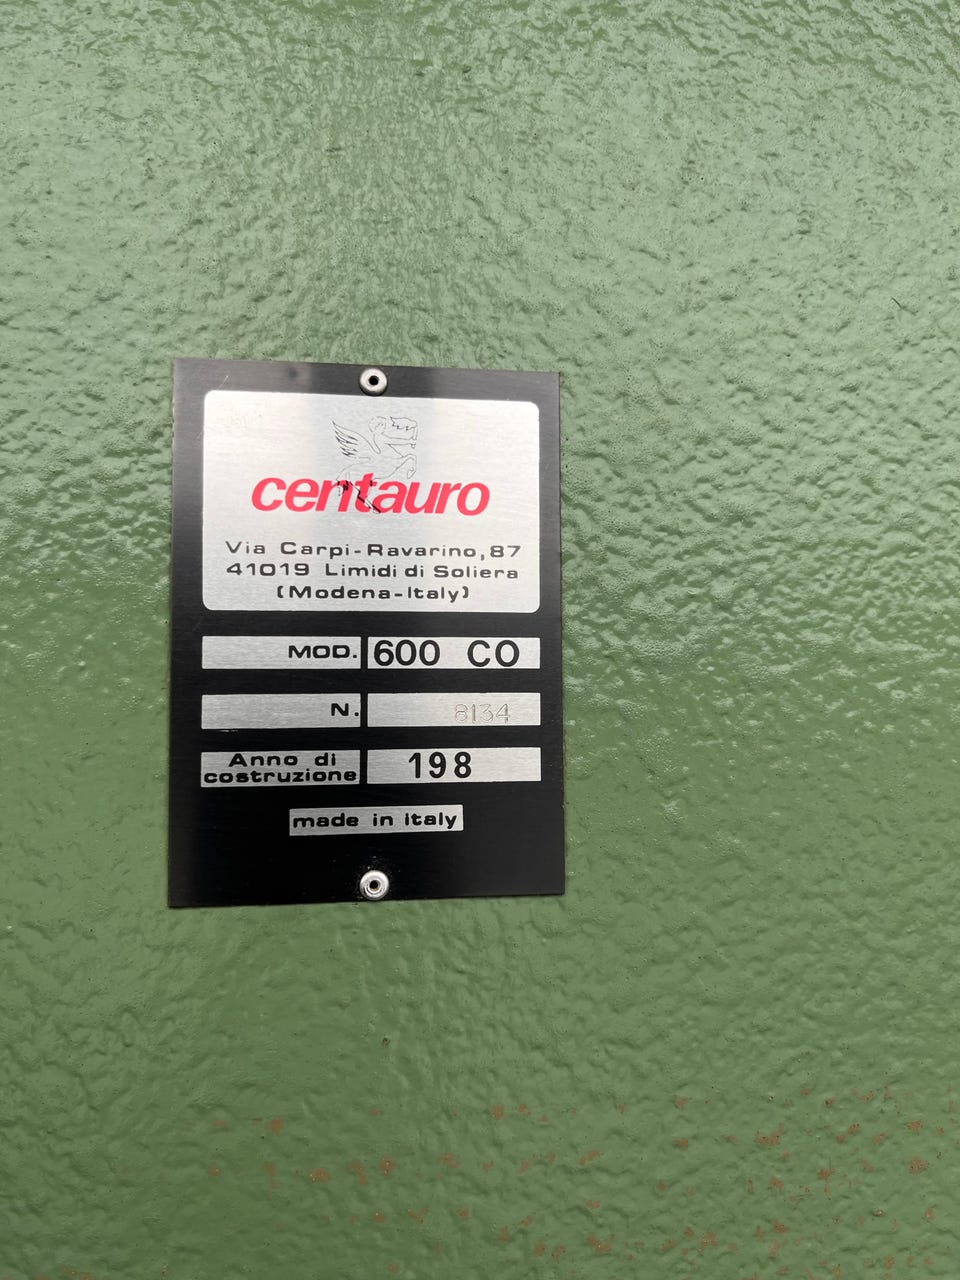 centauro
Via Carpi-Ravarino,87
41019 Limidi di Soliera
(Modena-Italy)
MOD. 600 CO
N. 8134
Anno di
costruzione 198
made in italy